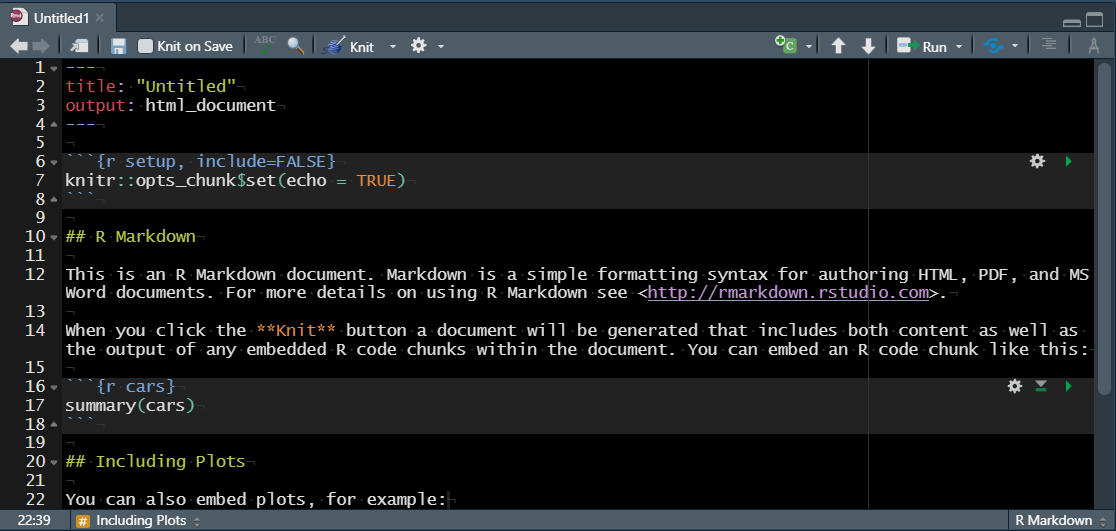 Untitled1
Knit on Save ABC Knit Run
1 ---
2 title: "Untitled"
3 output: html_document
4 ---
5
6 ```{r setup, include=FALSE}
7 knitr::opts_chunk$set(echo = TRUE)
8 ```
9
10 ## R Markdown
11
12 This is an R Markdown document. Markdown is a simple formatting syntax for authoring HTML, PDF, and MS
Word documents. For more details on using R Markdown see <http://rmarkdown.rstudio.com>.
13
14 When you click the **Knit** button a document will be generated that includes both content as well as
the output of any embedded R code chunks within the document. You can embed an R code chunk like this:
15
16 ```{r cars}
17 summary(cars)
18 ```
19
20 ## Including Plots
21
22 You can also embed plots, for example:
22:39 # Including Plots R Markdown